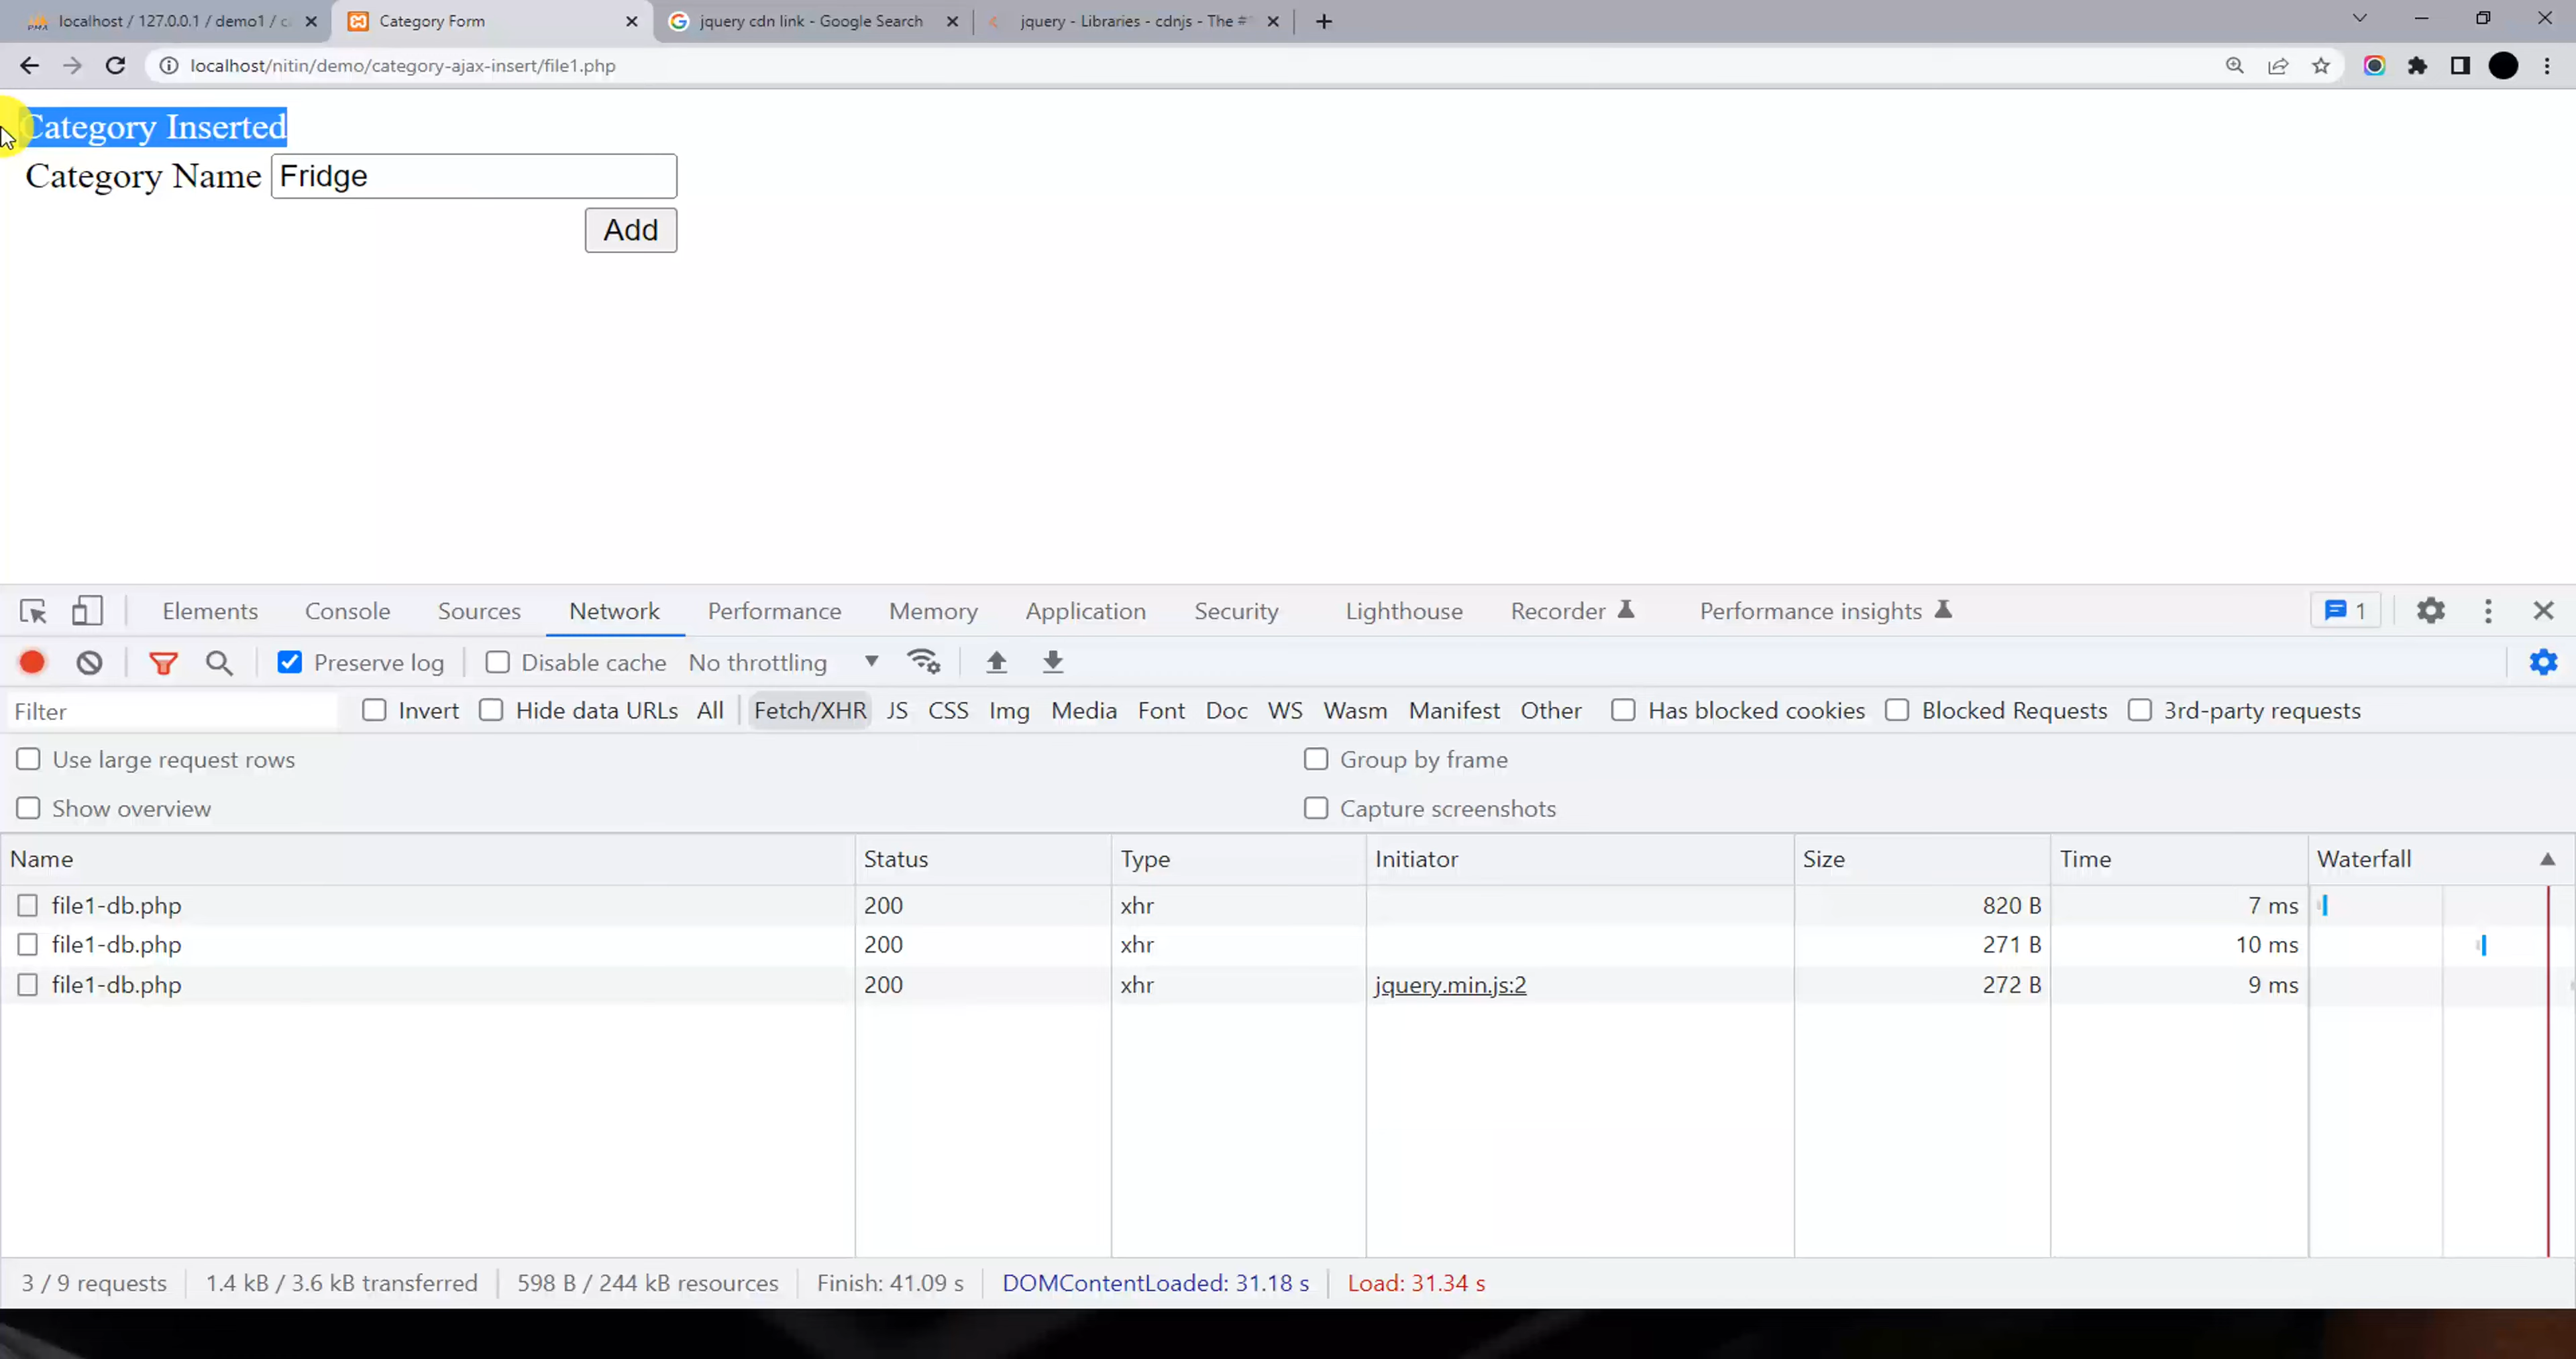 localhost / 127.0.0.1 / demo1 / c
Category Form
jquery cdn link - Google Search
jquery - Libraries - cdnjs - The #
localhost/nitin/demo/category-ajax-insert/file1.php
Category Inserted
Category Name Fridge
Add
Elements Console Sources Network Performance Memory Application Security Lighthouse Recorder Performance insights 1
Preserve log Disable cache No throttling
Filter Invert Hide data URLs All Fetch/XHR JS CSS Img Media Font Doc WS Wasm Manifest Other Has blocked cookies Blocked Requests 3rd-party requests
Use large request rows Group by frame
Show overview Capture screenshots
Name Status Type Initiator Size Time Waterfall
file1-db.php 200 xhr 820 B 7 ms
file1-db.php 200 xhr 271 B 10 ms
file1-db.php 200 xhr jquery.min.js:2 272 B 9 ms
3 / 9 requests 1.4 kB / 3.6 kB transferred 598 B / 244 kB resources Finish: 41.09 s DOMContentLoaded: 31.18 s Load: 31.34 s